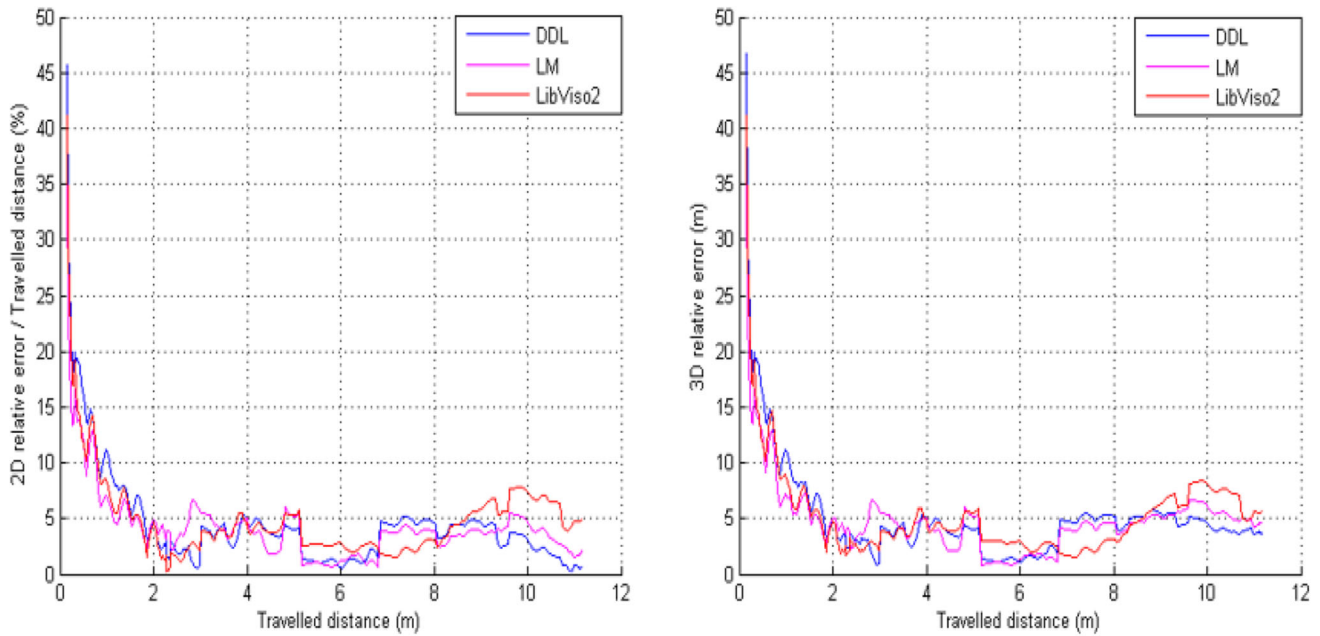 50
45
40
35
30
25
20
15
10
5
0
2D relative error / Travelled distance (%)
DDL
LM
LibViso2
0 2 4 6 8 10 12
Travelled distance (m)
50
45
40
35
30
25
20
15
10
5
0
3D relative error (m)
DDL
LM
LibViso2
0 2 4 6 8 10 12
Travelled distance (m)